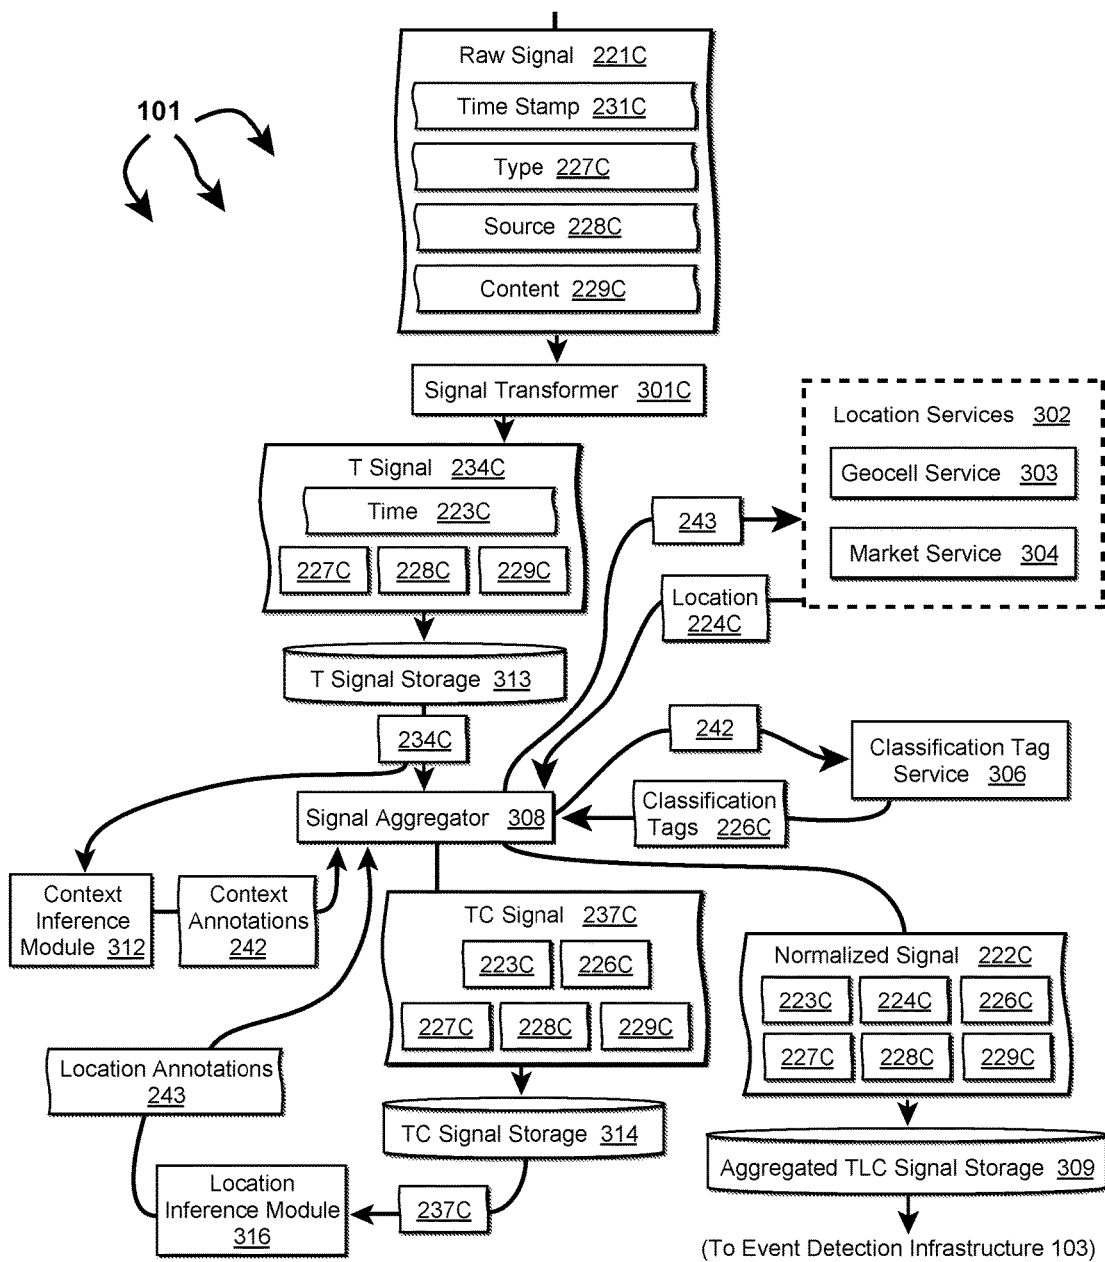 Raw Signal 221C
101
Time Stamp 231C
Type 227C
Source 228C
Content 229C
Signal Transformer 301C
Location Services 302
Geocell Service 303
Market Service 304
T Signal 234C
Time 223C
227C 228C 229C
243
Location
224C
T Signal Storage 313
234C
242
Classification Tag
Service 306
Signal Aggregator 308
Classification
Tags 226C
Context
Inference
Module 312
Context
Annotations
242
TC Signal 237C
223C 226C
227C 228C 229C
Normalized Signal 222C
223C 224C 226C
227C 228C 229C
Location Annotations
243
TC Signal Storage 314
Aggregated TLC Signal Storage 309
Location
Inference Module
316
237C
(To Event Detection Infrastructure 103)